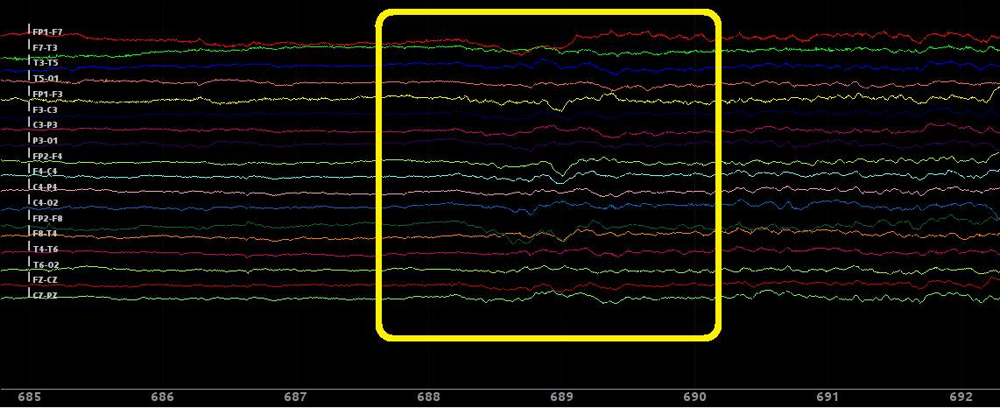 FP1-F7
F7-T3
T3-T5
T5-O1
FP1-F3
F3-C3
C3-P3
P3-O1
FP2-F4
F4-C4
C4-P4
C4-O2
FP2-F8
F8-T4
T4-T6
T6-O2
FZ-CZ
CZ-PZ
685 686 687 688 689 690 691 692